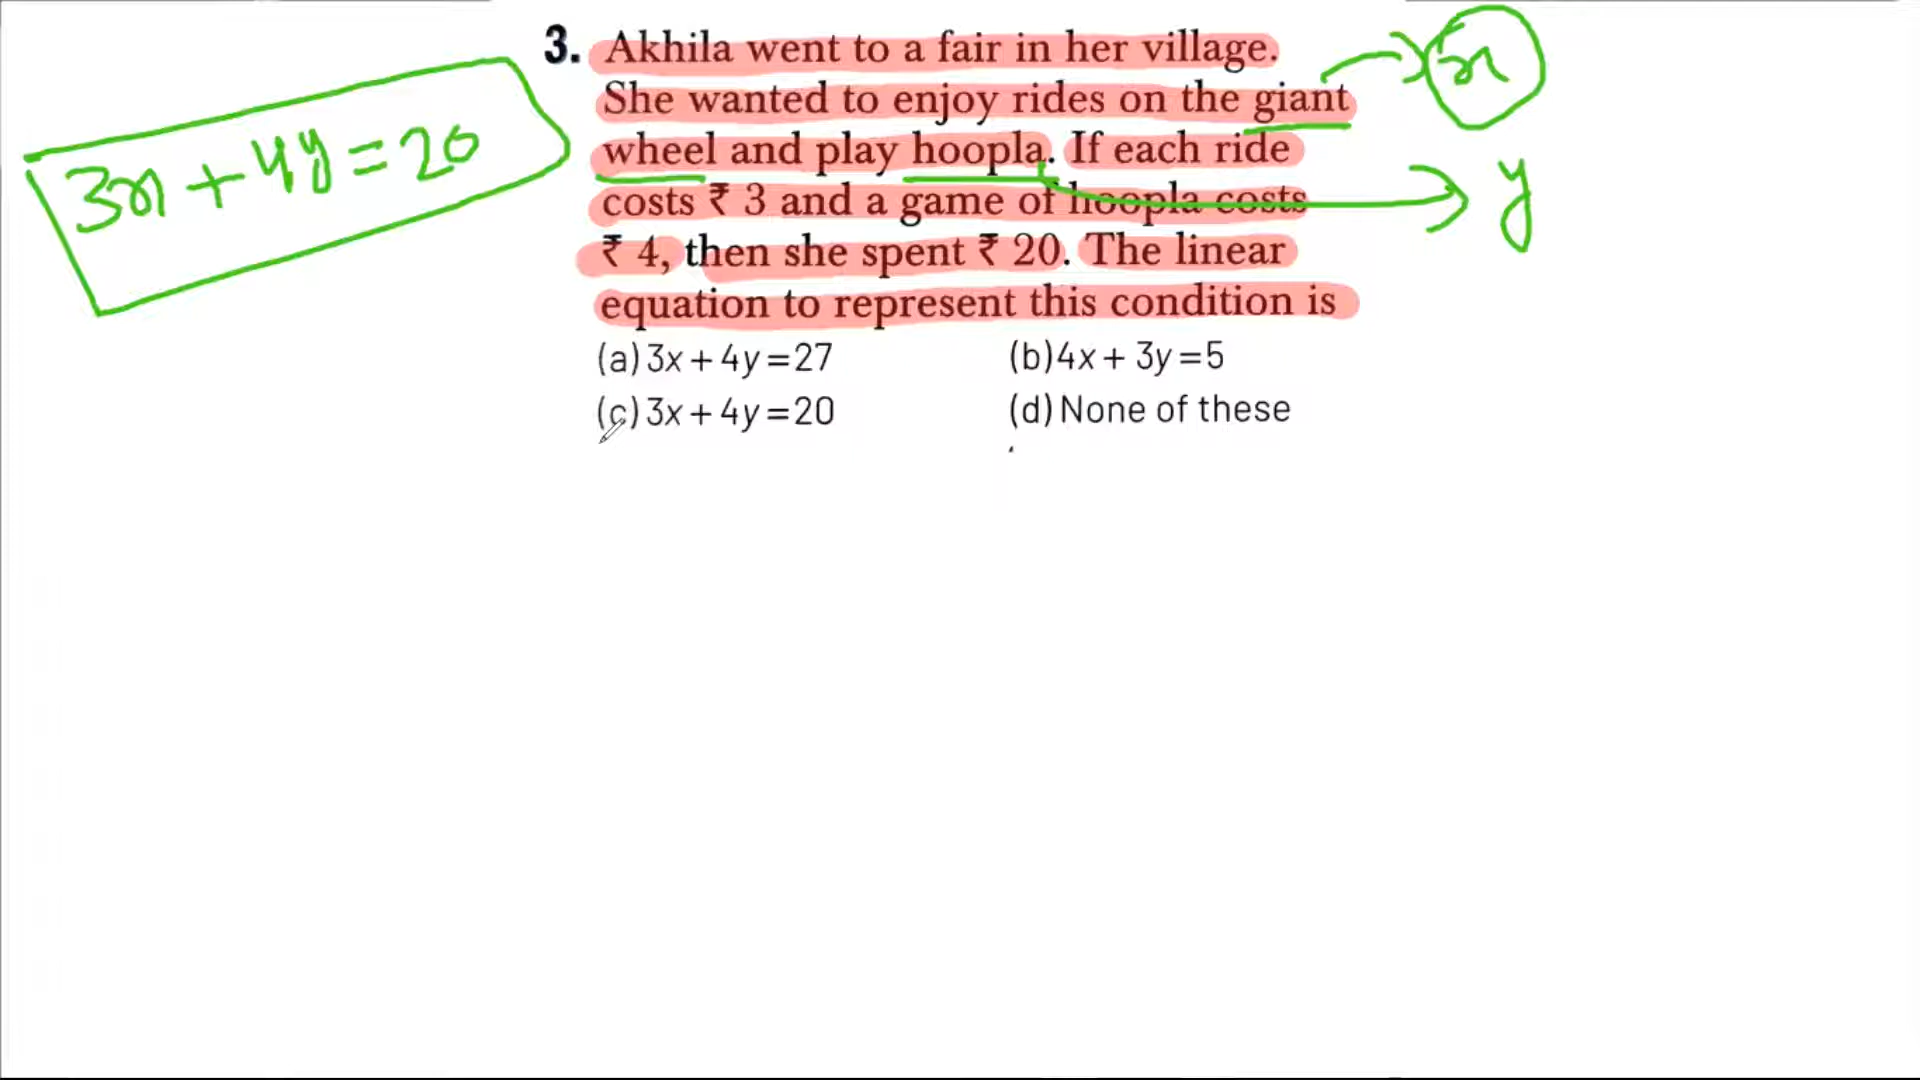 3. Akhila went to a fair in her village.
She wanted to enjoy rides on the giant
wheel and play hoopla. If each ride
costs ₹ 3 and a game of hoopla costs
₹ 4, then she spent ₹ 20. The linear
equation to represent this condition is
(a) 3x + 4y = 27 (b) 4x + 3y = 5
(c) 3x + 4y = 20 (d) None of these
3x + 4y = 20
x
y